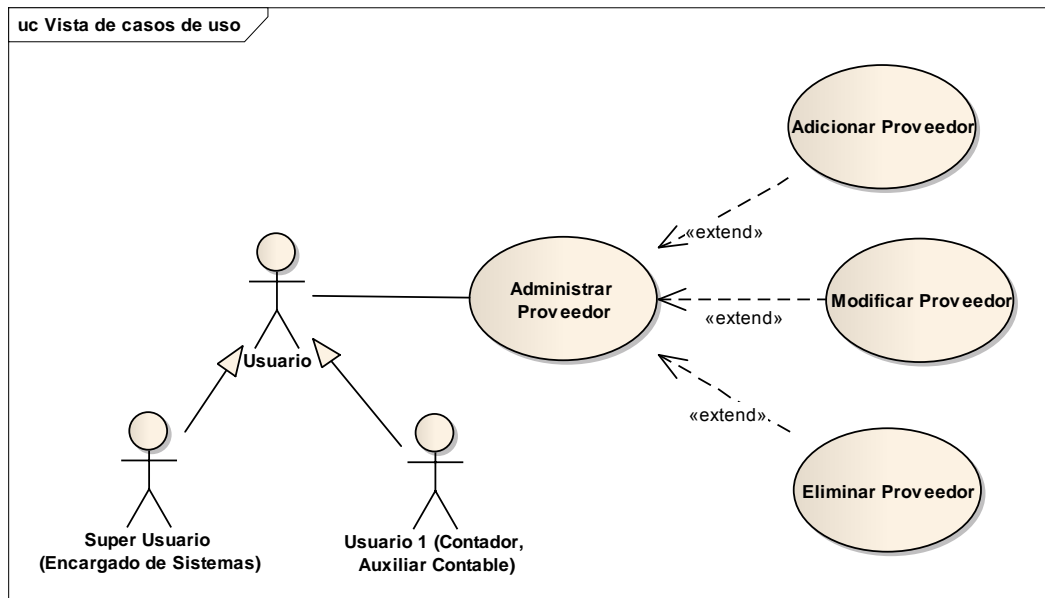 uc Vista de casos de uso
Adicionar Proveedor
«extend»
Administrar
Proveedor
Modificar Proveedor
«extend»
Usuario
«extend»
Eliminar Proveedor
Super Usuario
(Encargado de Sistemas)
Usuario 1 (Contador,
Auxiliar Contable)